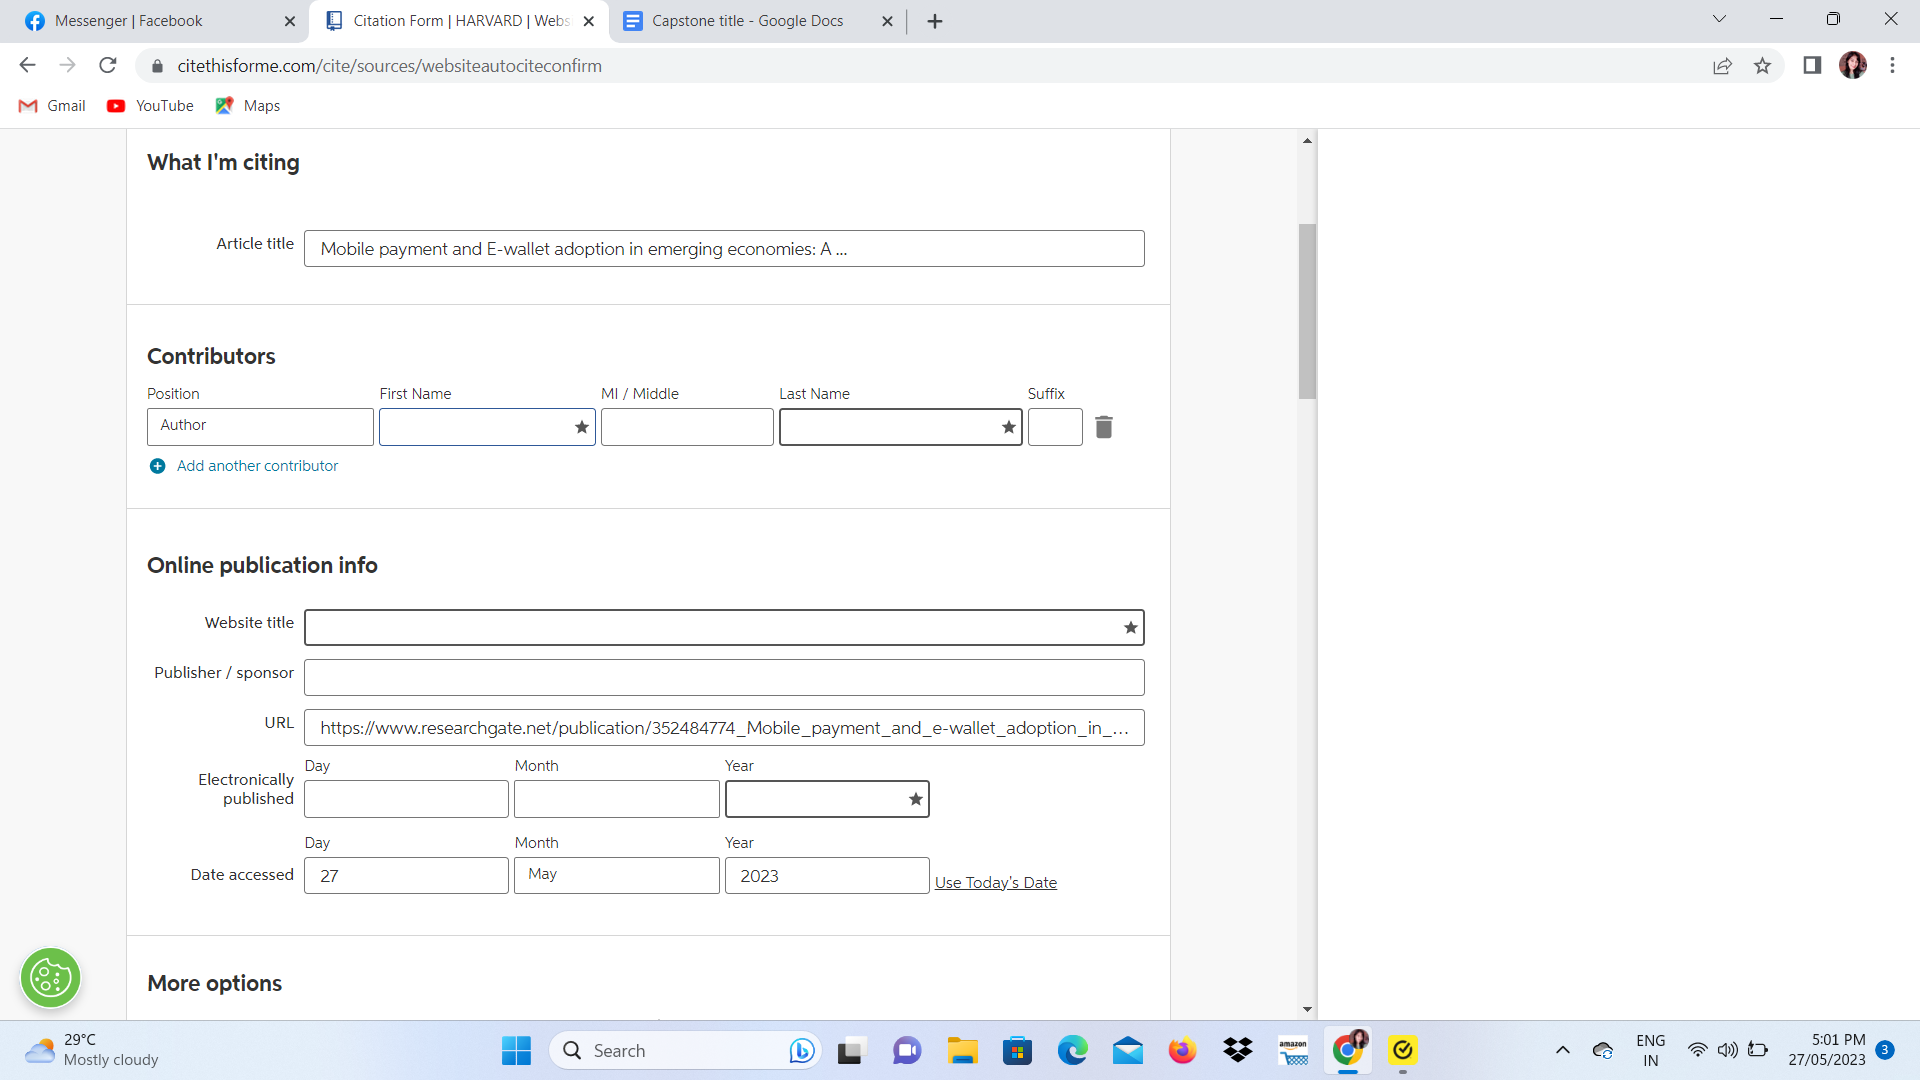 Messenger | Facebook
Citation Form | HARVARD | Webs
Capstone title - Google Docs
citethisforme.com/cite/sources/websiteautociteconfirm
Gmail
YouTube
Maps
What I'm citing
Article title
Mobile payment and E-wallet adoption in emerging economies: A ...
Contributors
Position First Name MI / Middle Last Name Suffix
Author
Add another contributor
Online publication info
Website title
Publisher / sponsor
URL
https://www.researchgate.net/publication/352484774_Mobile_payment_and_e-wallet_adoption_in_...
Day Month Year
Electronically
published
Day Month Year
Date accessed 27 May 2023 Use Today's Date
More options
29°C
Mostly cloudy
Search
amazon
ENG
IN
5:01 PM
27/05/2023
3